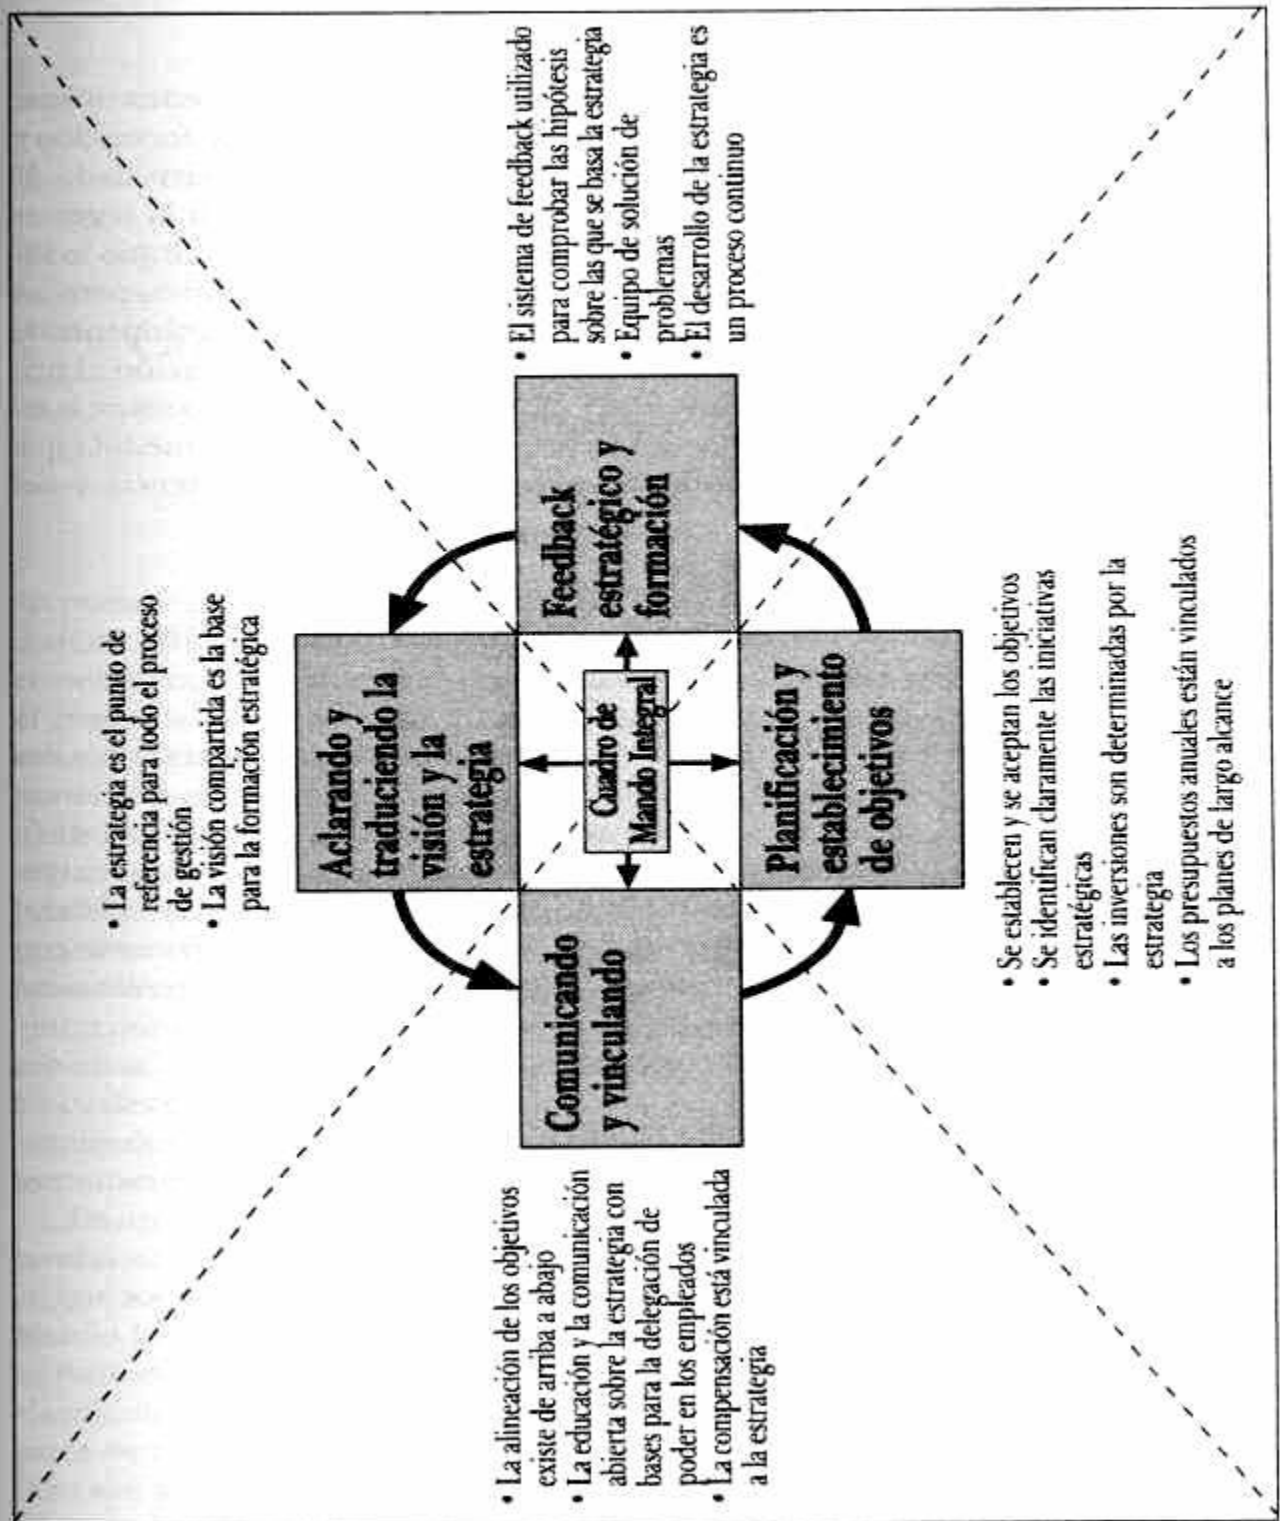 • La estrategia es el punto de
referencia para todo el proceso
de gestión
• La visión compartida es la base
para la formación estratégica
Aclarando y
traduciendo la
visión y la
estrategia
• La alineación de los objetivos
existe de arriba a abajo
• La educación y la comunicación
abierta sobre la estrategia con
bases para la delegación de
poder en los empleados
• La compensación está vinculada
a la estrategia
Comunicando
y vinculando
Cuadro de
Mando Integral
Feedback
estratégico y
formación
• El sistema de feedback utilizado
para comprobar las hipótesis
sobre las que se basa la estrategia
• Equipo de solución de
problemas
• El desarrollo de la estrategia es
un proceso continuo
Planificación y
establecimiento
de objetivos
• Se establecen y se aceptan los objetivos
• Se identifican claramente las iniciativas
estratégicas
• Las inversiones son determinadas por la
estrategia
• Los presupuestos anuales están vinculados
a los planes de largo alcance